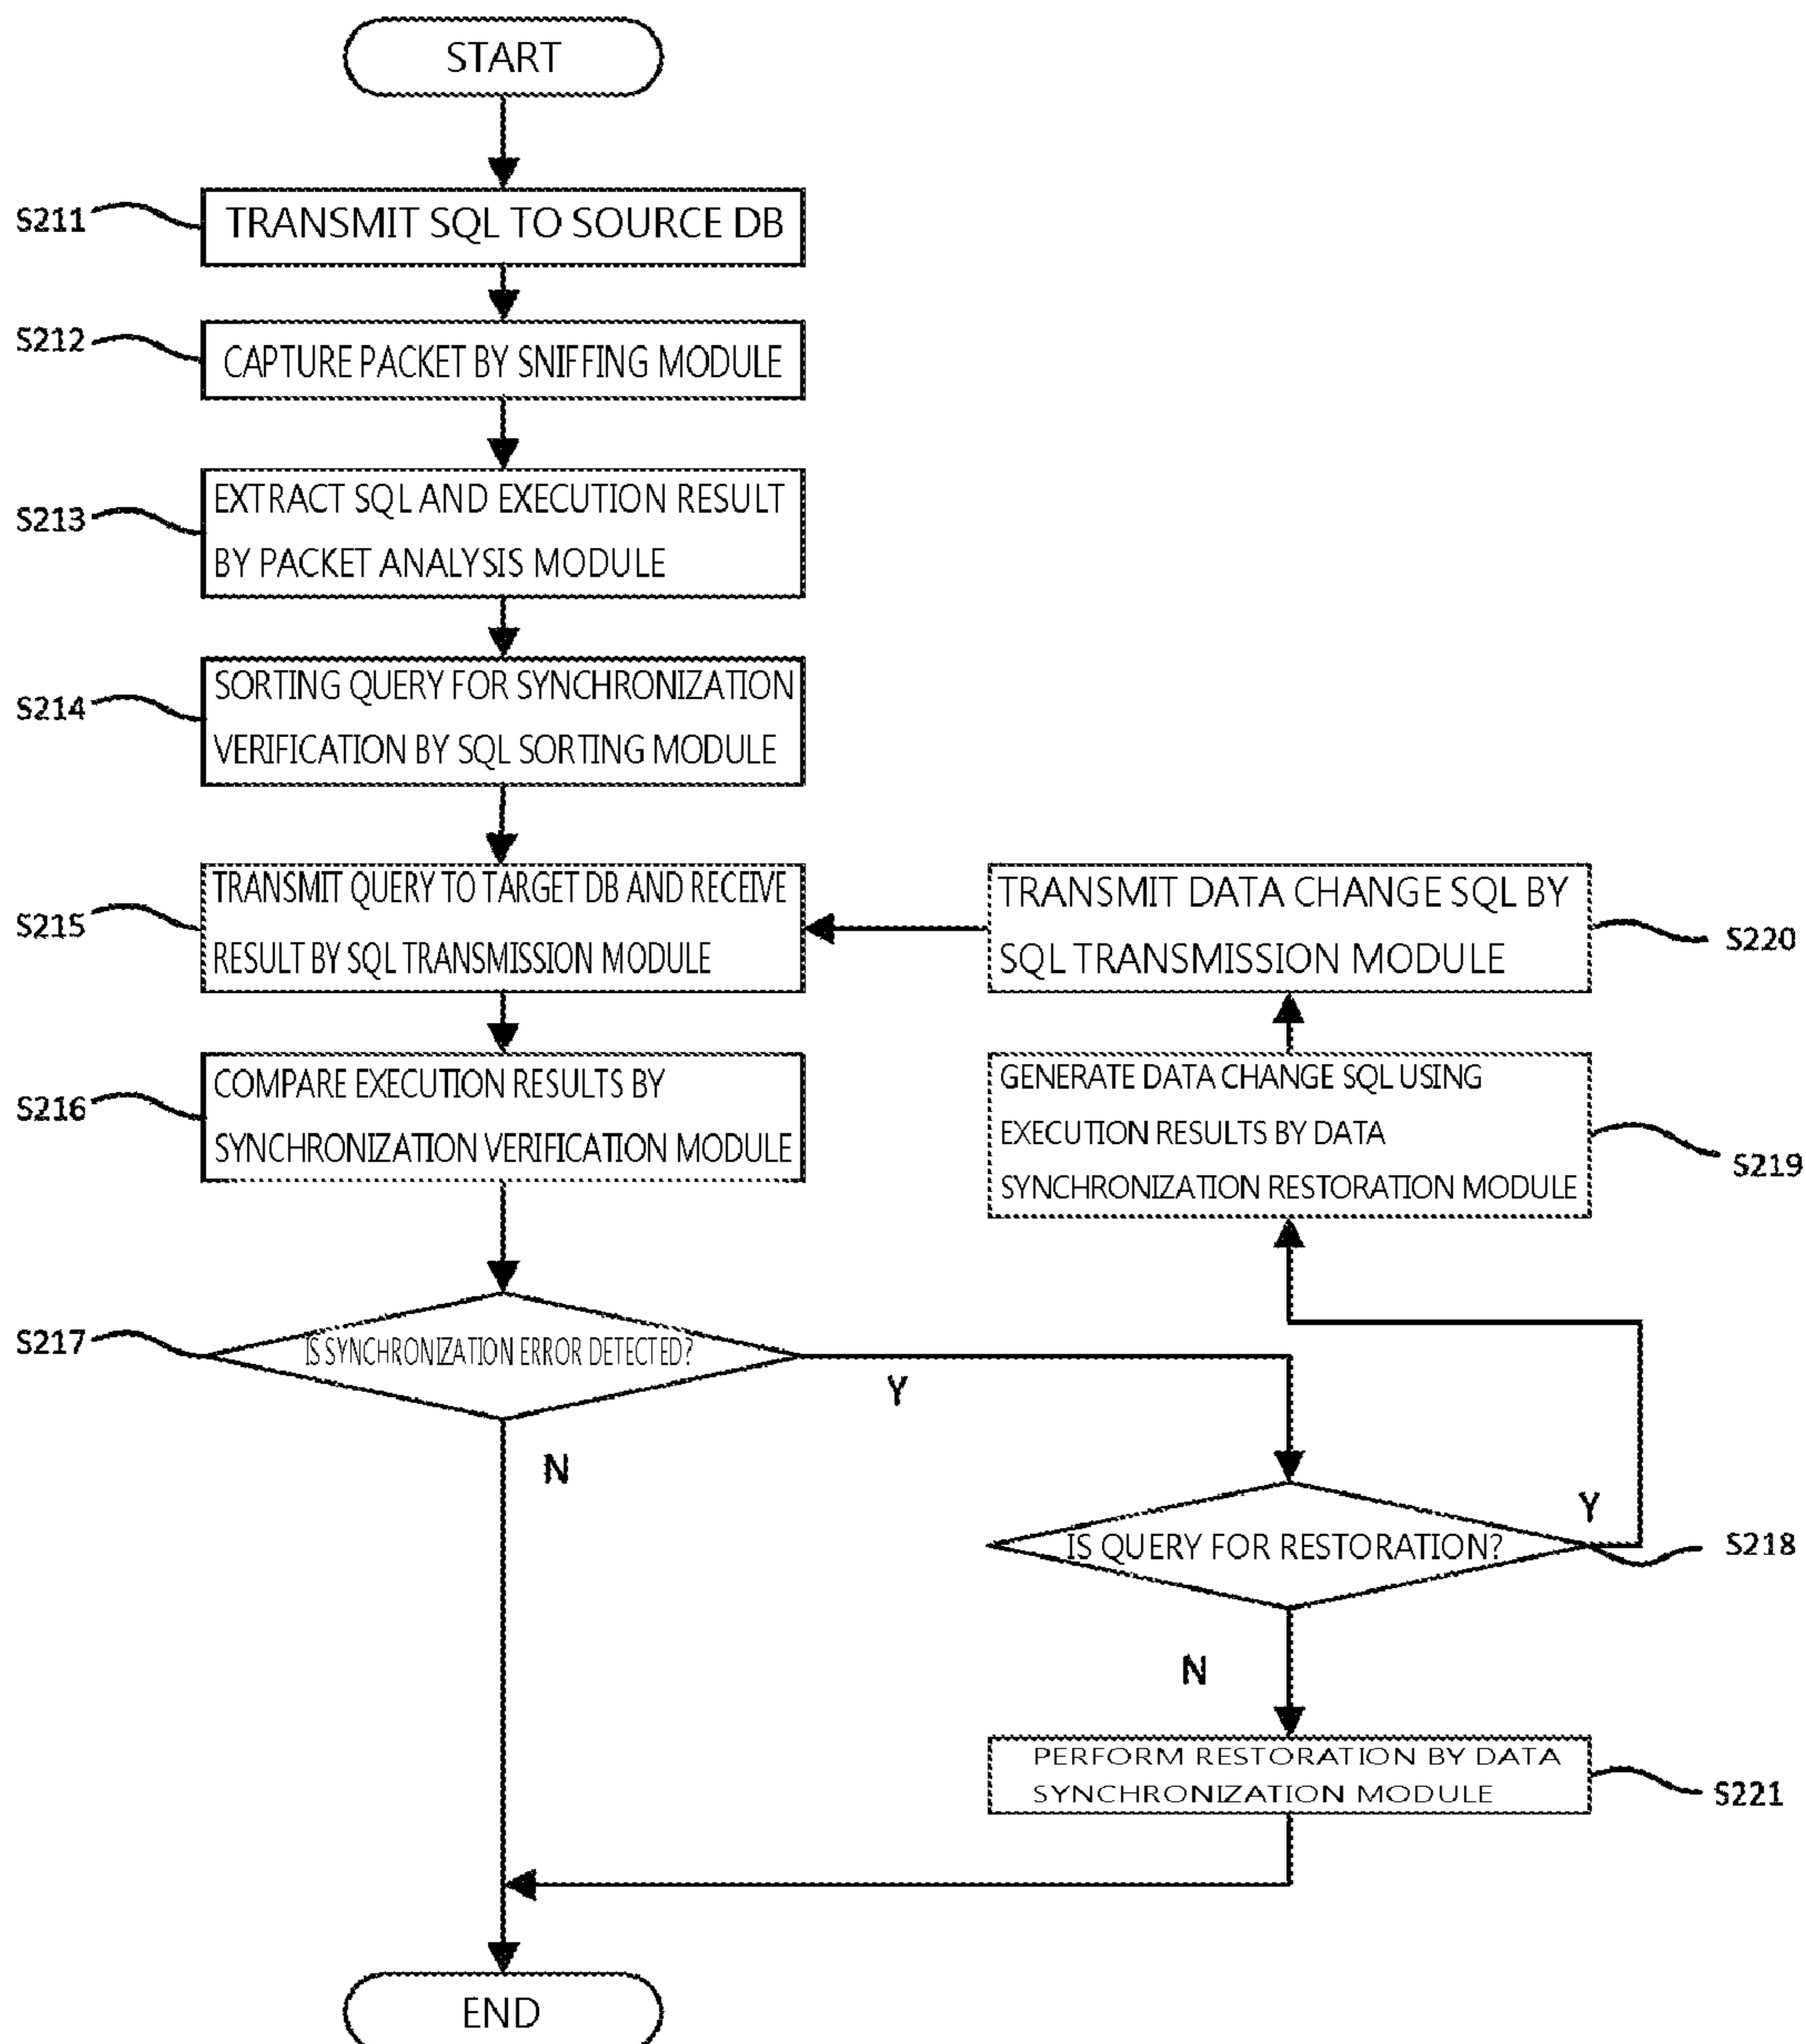 START
S211
TRANSMIT SQL TO SOURCE DB
S212
CAPTURE PACKET BY SNIFFING MODULE
S213
EXTRACT SQL AND EXECUTION RESULT
BY PACKET ANALYSIS MODULE
S214
SORTING QUERY FOR SYNCHRONIZATION
VERIFICATION BY SQL SORTING MODULE
S215
TRANSMIT QUERY TO TARGET DB AND RECEIVE
RESULT BY SQL TRANSMISSION MODULE
TRANSMIT DATA CHANGE SQL BY
SQL TRANSMISSION MODULE
S220
S216
COMPARE EXECUTION RESULTS BY
SYNCHRONIZATION VERIFICATION MODULE
GENERATE DATA CHANGE SQL USING
EXECUTION RESULTS BY DATA
SYNCHRONIZATION RESTORATION MODULE
S219
S217
IS SYNCHRONIZATION ERROR DETECTED?
Y
N
IS QUERY FOR RESTORATION?
Y
S218
N
PERFORM RESTORATION BY DATA
SYNCHRONIZATION MODULE
S221
END